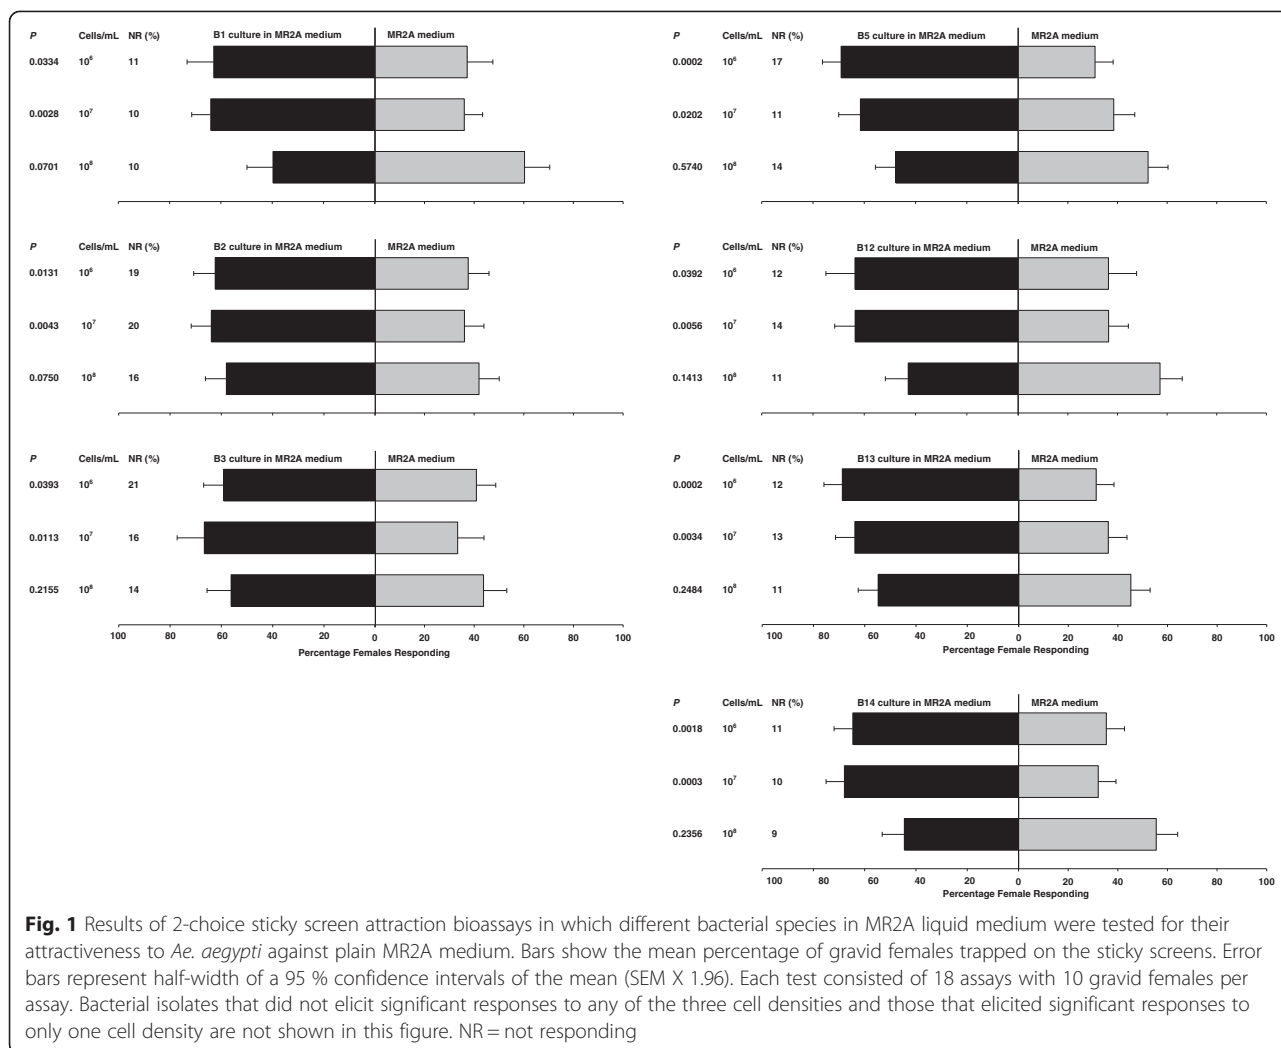 P Cells/mL NR (%) B1 culture in MR2A medium MR2A medium
0.0334 10⁶ 11
0.0028 10⁷ 10
0.0701 10⁸ 10
P Cells/mL NR (%) B2 culture in MR2A medium MR2A medium
0.0131 10⁶ 19
0.0043 10⁷ 20
0.0750 10⁸ 16
P Cells/mL NR (%) B3 culture in MR2A medium MR2A medium
0.0393 10⁶ 21
0.0113 10⁷ 16
0.2155 10⁸ 14
100 80 60 40 20 0 20 40 60 80 100
Percentage Females Responding
P Cells/mL NR (%) B5 culture in MR2A medium MR2A medium
0.0002 10⁶ 17
0.0202 10⁷ 11
0.5740 10⁸ 14
P Cells/mL NR (%) B12 culture in MR2A medium MR2A medium
0.0392 10⁶ 12
0.0056 10⁷ 14
0.1413 10⁸ 11
P Cells/mL NR (%) B13 culture in MR2A medium MR2A medium
0.0002 10⁶ 12
0.0034 10⁷ 13
0.2484 10⁸ 11
100 80 60 40 20 0 20 40 60 80 100
Percentage Female Responding
P Cells/mL NR (%) B14 culture in MR2A medium MR2A medium
0.0018 10⁶ 11
0.0003 10⁷ 10
0.2356 10⁸ 9
100 80 60 40 20 0 20 40 60 80 100
Percentage Female Responding
Fig. 1 Results of 2-choice sticky screen attraction bioassays in which different bacterial species in MR2A liquid medium were tested for their
attractiveness to Ae. aegypti against plain MR2A medium. Bars show the mean percentage of gravid females trapped on the sticky screens. Error
bars represent half-width of a 95 % confidence intervals of the mean (SEM X 1.96). Each test consisted of 18 assays with 10 gravid females per
assay. Bacterial isolates that did not elicit significant responses to any of the three cell densities and those that elicited significant responses to
only one cell density are not shown in this figure. NR = not responding